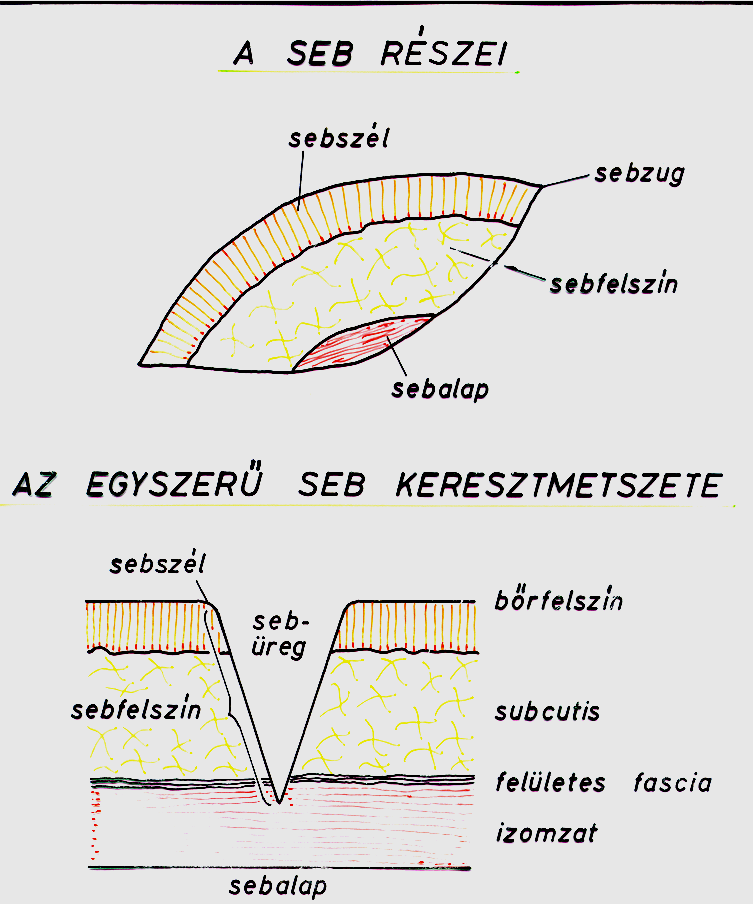 A SEB RÉSZEI
sebszél
sebzug
sebfelszín
sebalap
AZ EGYSZERŰ SEB KERESZTMETSZETE
sebszél
bőrfelszín
seb-
üreg
sebfelszín
subcutis
felületes fascia
izomzat
sebalap